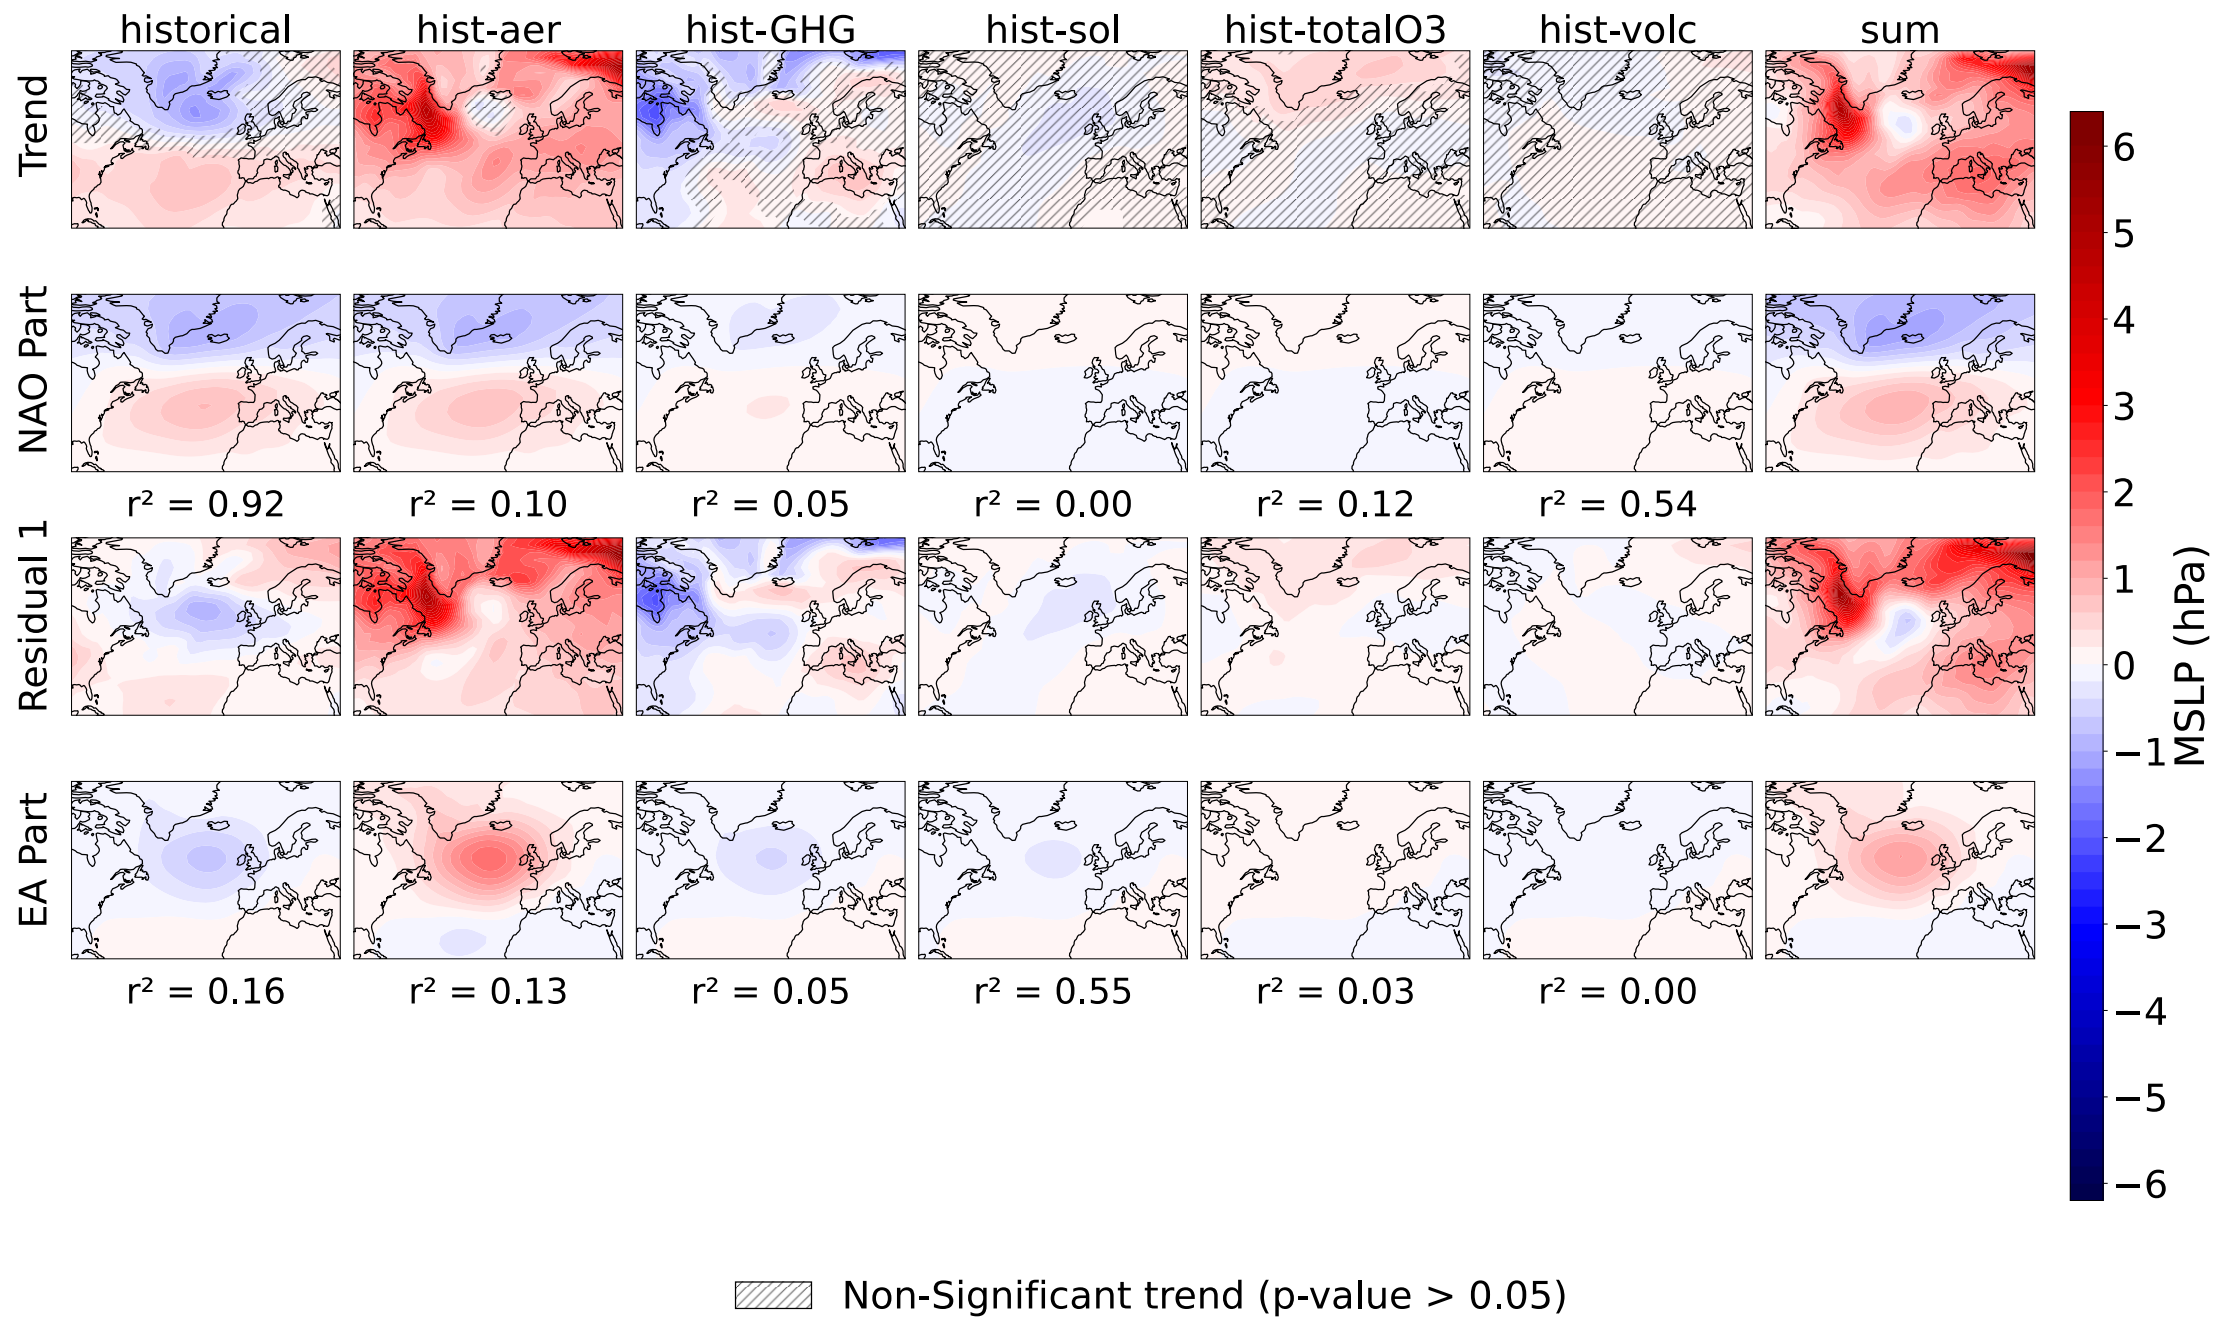 historical hist-aer hist-GHG hist-sol hist-totalO3 hist-volc sum
Trend
NAO Part
r² = 0.92 r² = 0.10 r² = 0.05 r² = 0.00 r² = 0.12 r² = 0.54
Residual 1
EA Part
r² = 0.16 r² = 0.13 r² = 0.05 r² = 0.55 r² = 0.03 r² = 0.00
6
5
4
3
2
1
0
−1
−2
−3
−4
−5
−6
MSLP (hPa)
Non-Significant trend (p-value > 0.05)